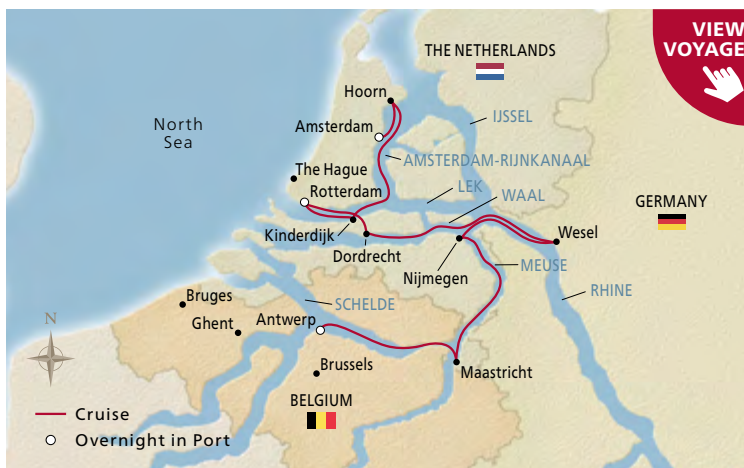 VIEW
VOYAGE
THE NETHERLANDS
Hoorn
IJSSEL
North
Sea
Amsterdam
AMSTERDAM-RIJNKANAAL
The Hague
LEK
Rotterdam
WAAL
GERMANY
Kinderdijk
Wesel
Dordrecht
Nijmegen
MEUSE
RHINE
Bruges
SCHELDE
Ghent
Antwerp
N
Brussels
Maastricht
BELGIUM
Cruise
Overnight in Port